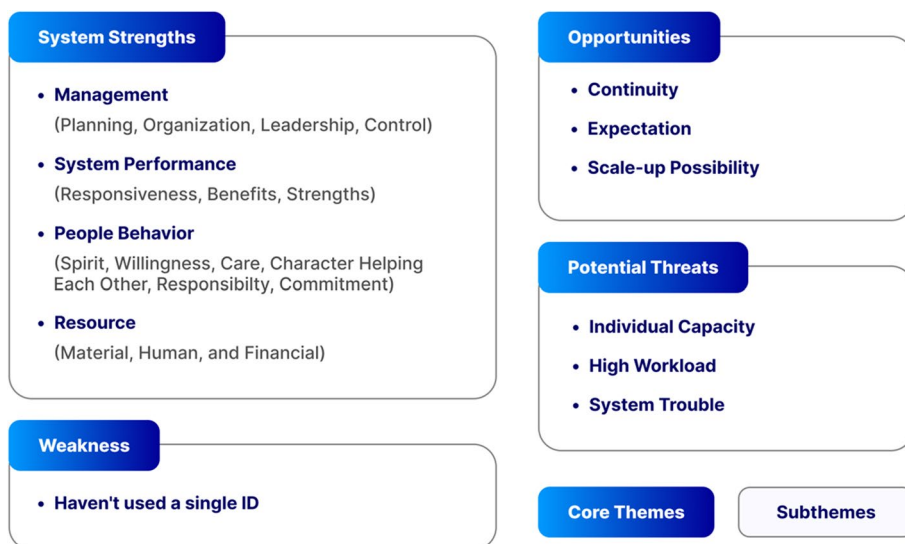 System Strengths
• Management
(Planning, Organization, Leadership, Control)
• System Performance
(Responsiveness, Benefits, Strengths)
• People Behavior
(Spirit, Willingness, Care, Character Helping
Each Other, Responsibilty, Commitment)
• Resource
(Material, Human, and Financial)
Weakness
• Haven't used a single ID
Opportunities
• Continuity
• Expectation
• Scale-up Possibility
Potential Threats
• Individual Capacity
• High Workload
• System Trouble
Core Themes
Subthemes